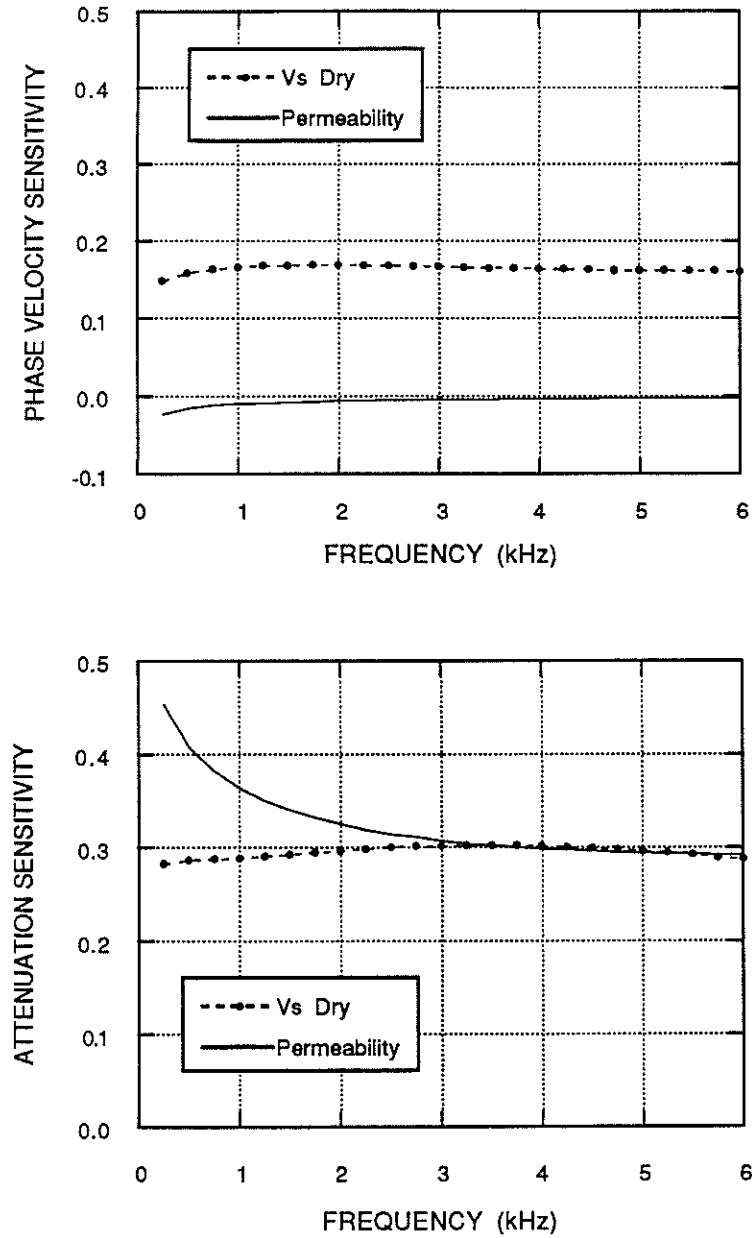 PHASE VELOCITY SENSITIVITY
0.5
0.4
0.3
0.2
0.1
0.0
-0.1
Vs Dry
Permeability
0 1 2 3 4 5 6
FREQUENCY (kHz)
ATTENUATION SENSITIVITY
0.5
0.4
0.3
0.2
0.1
0.0
Vs Dry
Permeability
0 1 2 3 4 5 6
FREQUENCY (kHz)